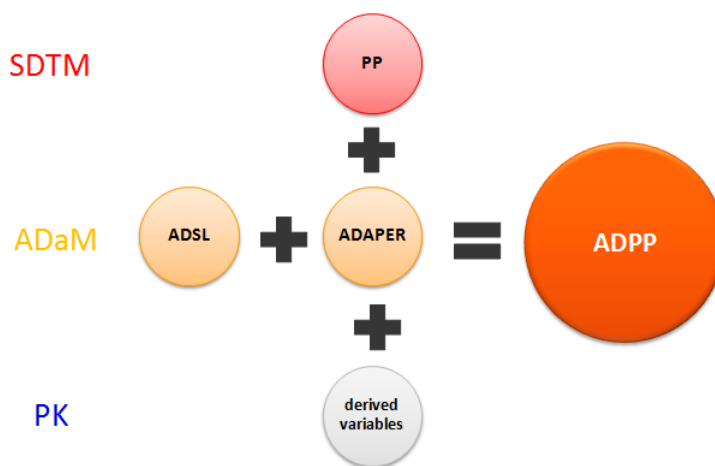 SDTM
PP
ADaM
ADSL
ADAPER
ADPP
PK
derived
variables